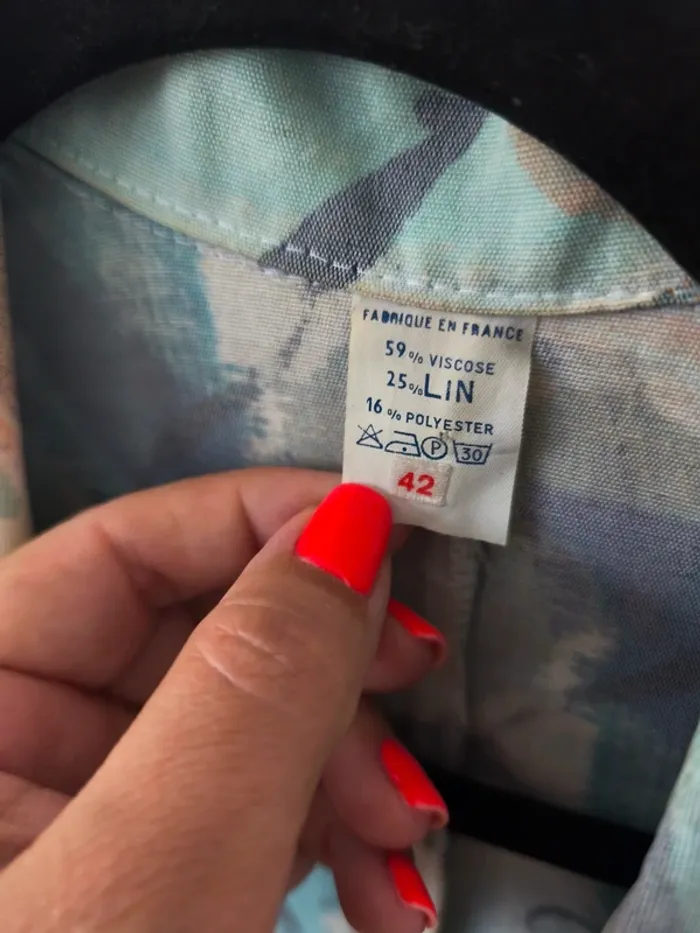 FABRIQUE EN FRANCE
59% VISCOSE
25% LIN
16% POLYESTER
P 30
42